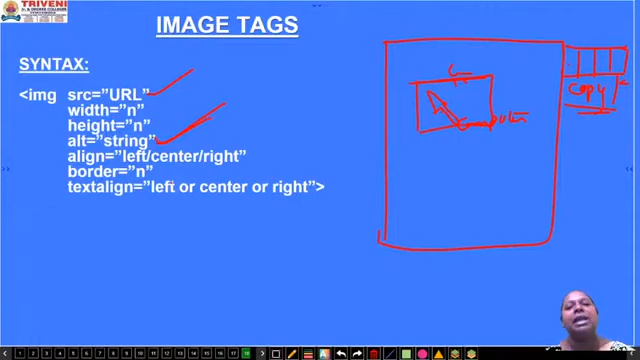 TRIVENI
IMAGE TAGS
SYNTAX:
<img src="URL"
width="n"
height="n"
alt="string"
align="left/center/right"
border="n"
textalign="left or center or right">
copy